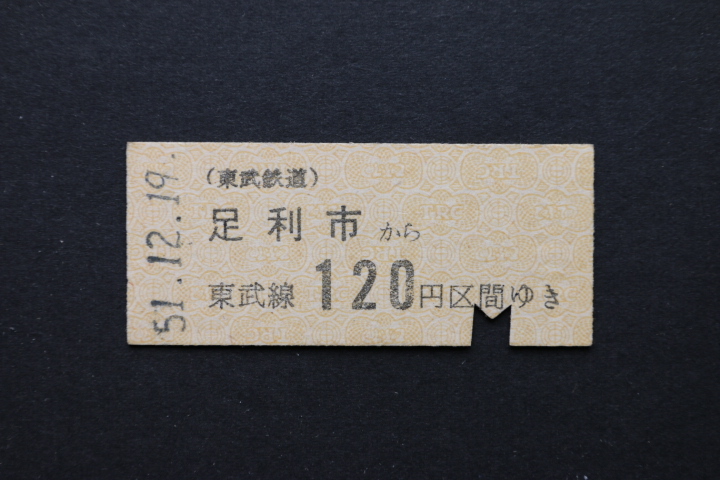 (東武鉄道)
足利市から
東武線 120円区間ゆき
51.12.19.